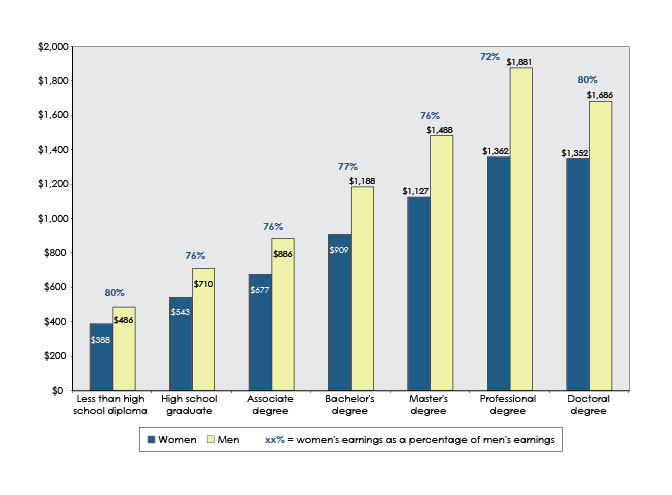 $2,000
$1,800
$1,600
$1,400
$1,200
$1,000
$800
$600
$400
$200
$0
80%
$388
$486
76%
$543
$710
76%
$677
$886
77%
$909
$1,188
76%
$1,127
$1,488
72%
$1,362
$1,881
80%
$1,352
$1,686
Less than high
school diploma
High school
graduate
Associate
degree
Bachelor's
degree
Master's
degree
Professional
degree
Doctoral
degree
Women
Men
xx% = women's earnings as a percentage of men's earnings